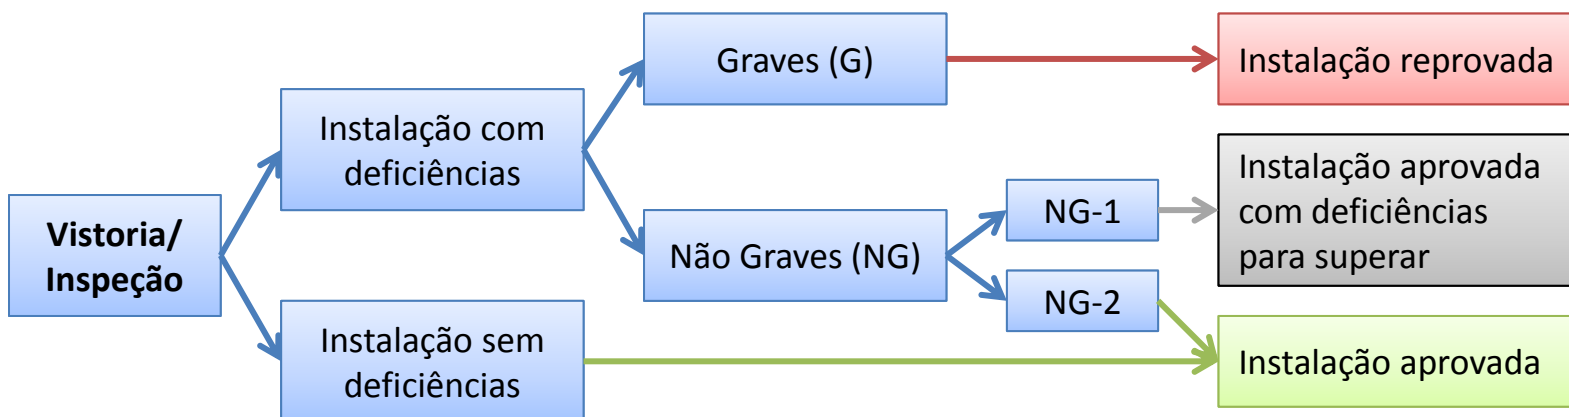 Vistoria/
Inspeção
Instalação com
deficiências
Instalação sem
deficiências
Graves (G)
Não Graves (NG)
NG-1
NG-2
Instalação reprovada
Instalação aprovada
com deficiências
para superar
Instalação aprovada